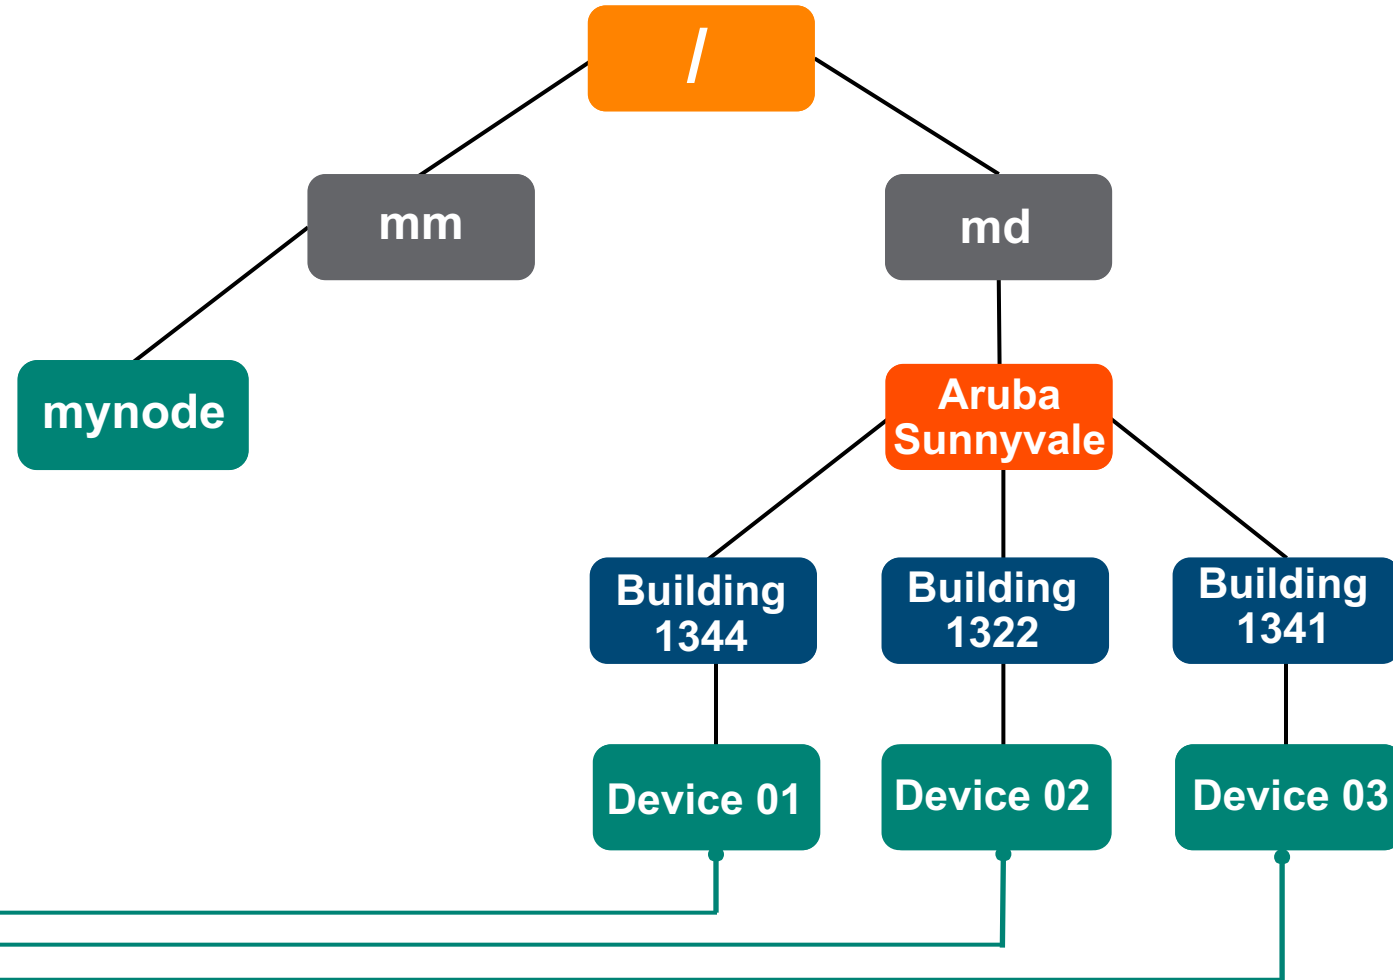 /
mm
md
mynode
Aruba
Sunnyvale
Building
1344
Building
1322
Building
1341
Device 01
Device 02
Device 03